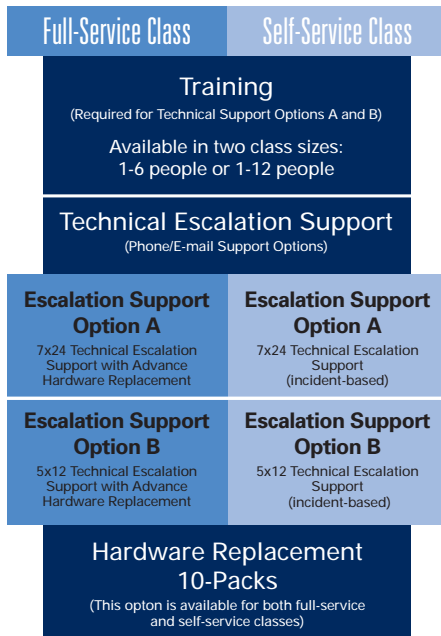 Full-Service Class
Self-Service Class
Training
(Required for Technical Support Options A and B)
Available in two class sizes:
1-6 people or 1-12 people
Technical Escalation Support
(Phone/E-mail Support Options)
Escalation Support
Option A
7x24 Technical Escalation
Support with Advance
Hardware Replacement
Escalation Support
Option A
7x24 Technical Escalation
Support
(incident-based)
Escalation Support
Option B
5x12 Technical Escalation
Support with Advance
Hardware Replacement
Escalation Support
Option B
5x12 Technical Escalation
Support
(incident-based)
Hardware Replacement
10-Packs
(This opton is available for both full-service
and self-service classes)